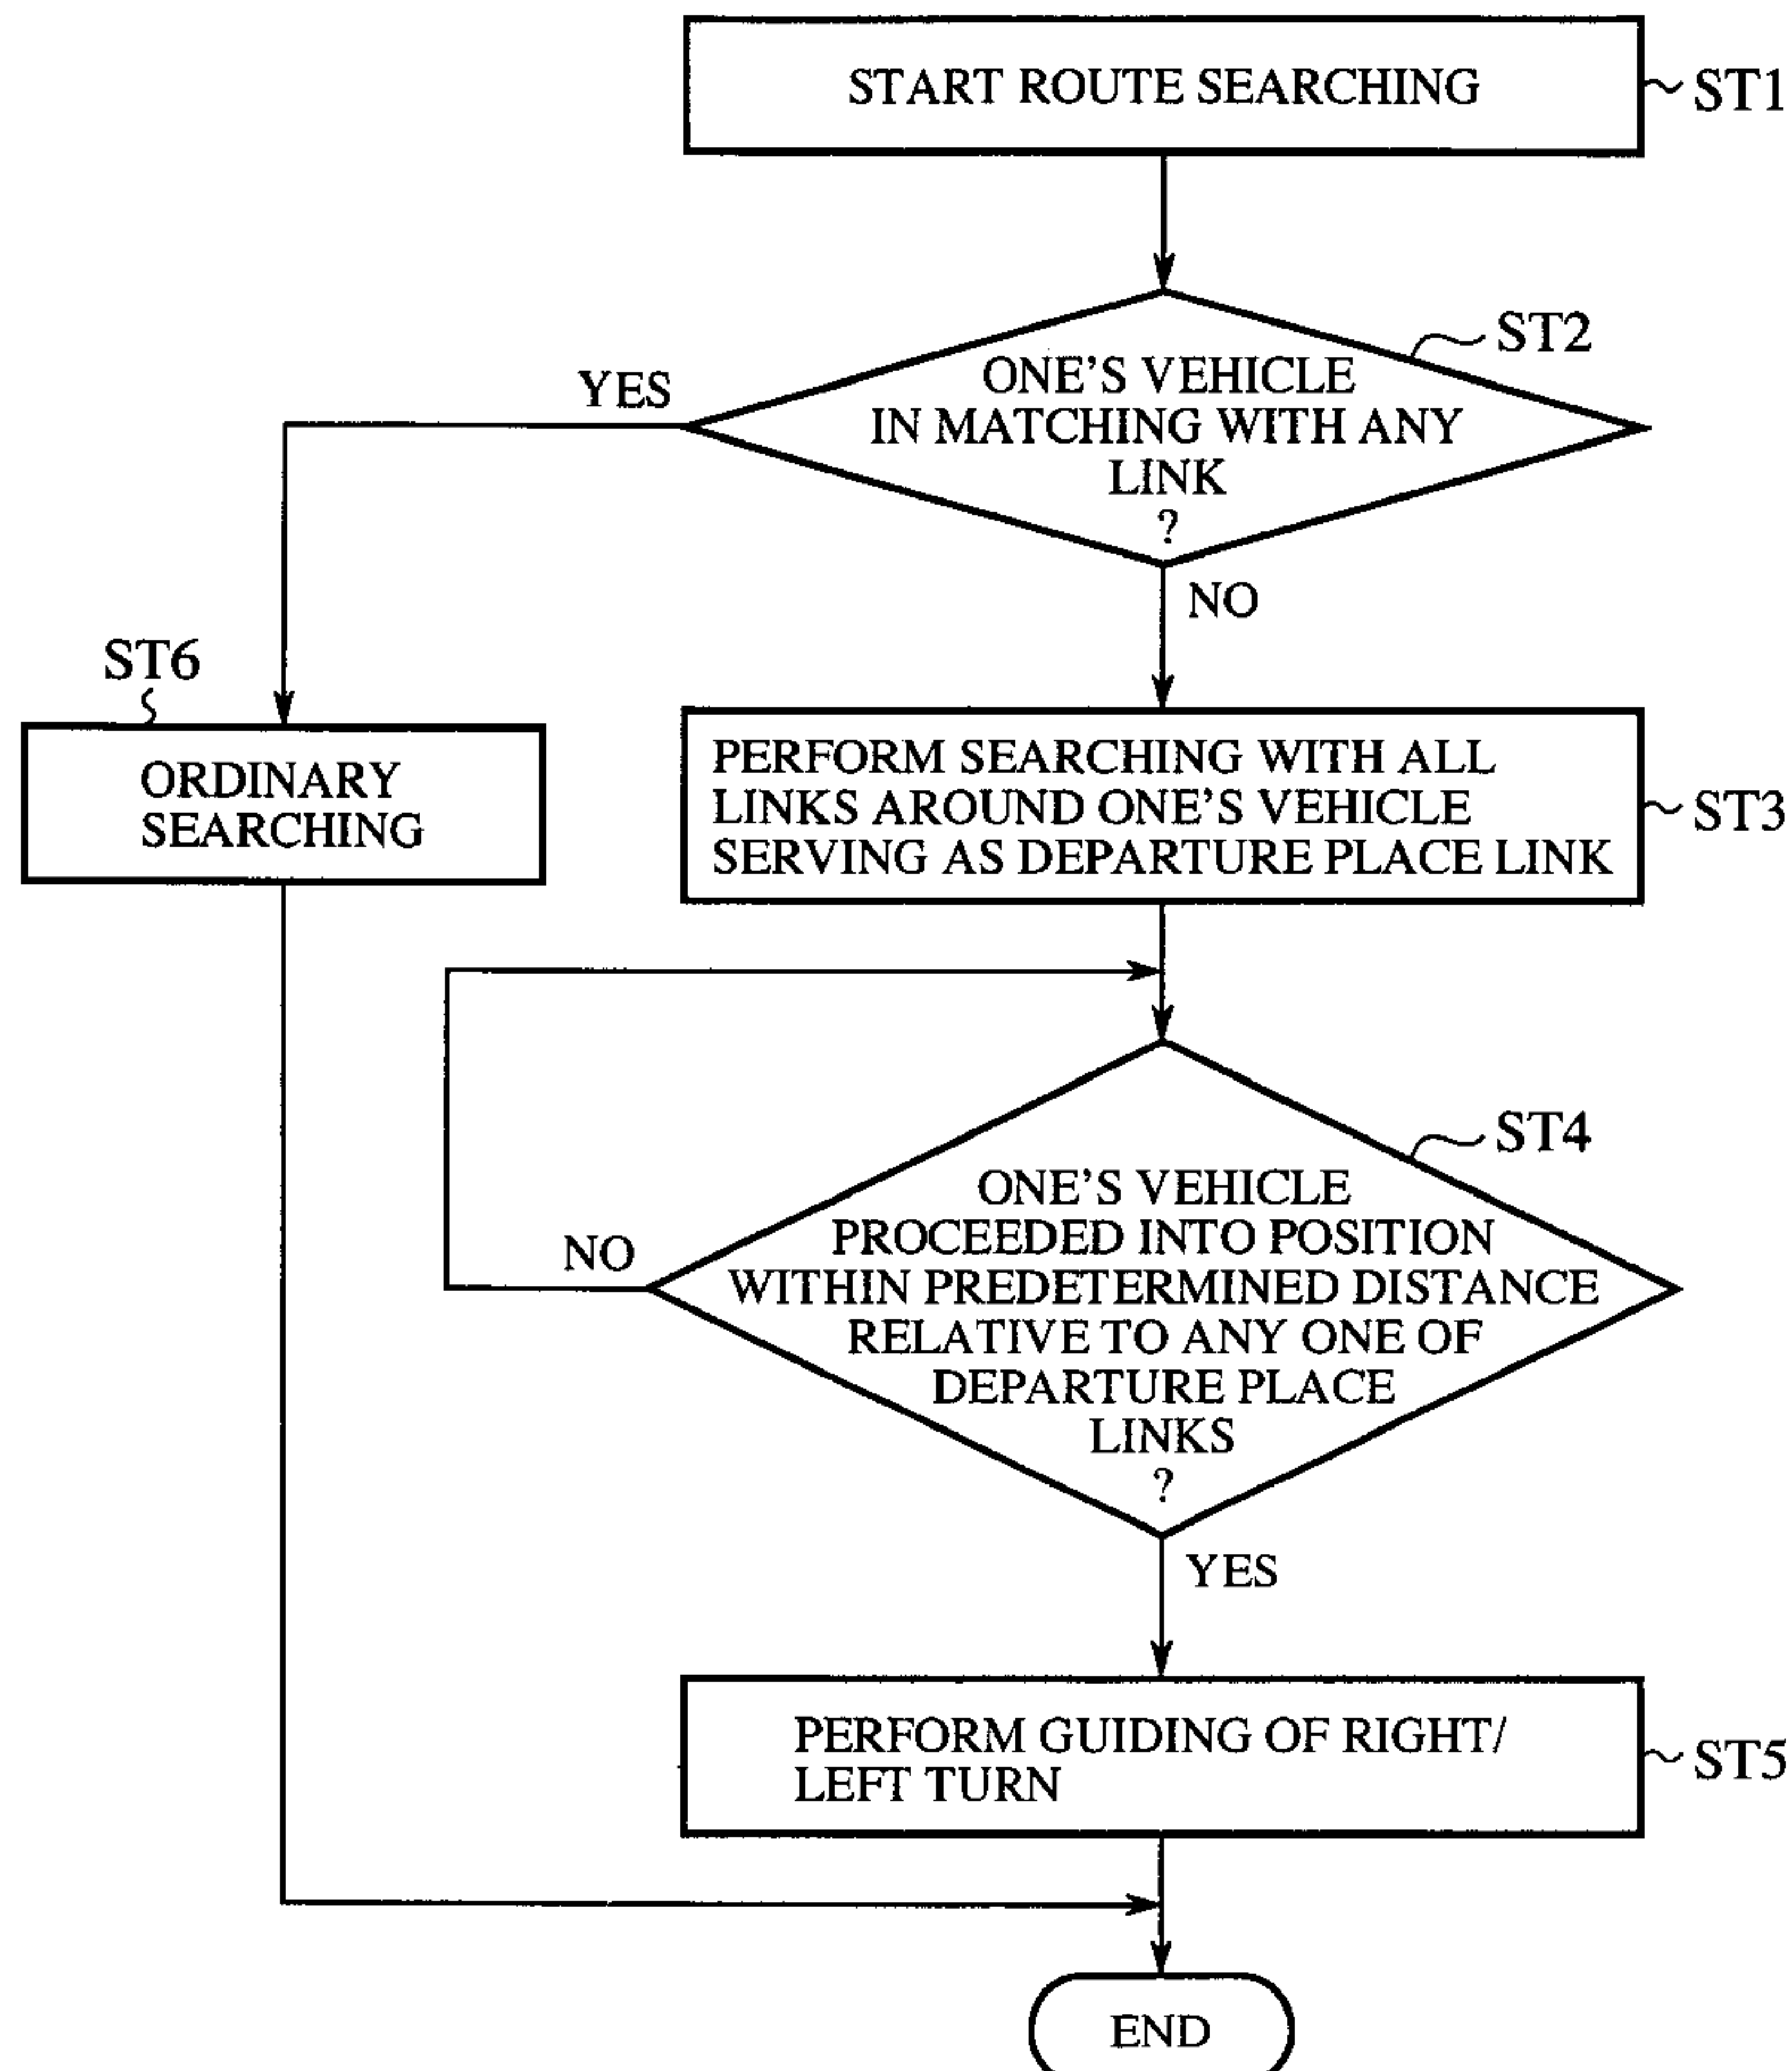 START ROUTE SEARCHING
ST1
ST2
ONE'S VEHICLE
IN MATCHING WITH ANY
LINK
?
YES
NO
ST6
ORDINARY
SEARCHING
PERFORM SEARCHING WITH ALL
LINKS AROUND ONE'S VEHICLE
SERVING AS DEPARTURE PLACE LINK
ST3
ST4
ONE'S VEHICLE
PROCEEDED INTO POSITION
WITHIN PREDETERMINED DISTANCE
RELATIVE TO ANY ONE OF
DEPARTURE PLACE
LINKS
?
NO
YES
PERFORM GUIDING OF RIGHT/
LEFT TURN
ST5
END